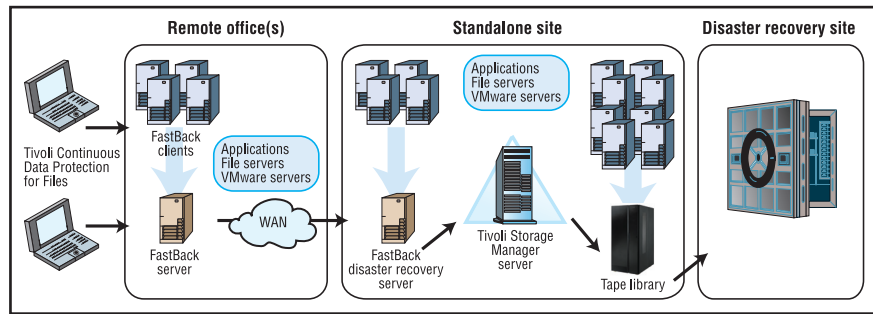 Remote office(s)
Standalone site
Disaster recovery site
Tivoli Continuous
Data Protection
for Files
FastBack
clients
Applications
File servers
VMware servers
FastBack
server
WAN
Applications
File servers
VMware servers
FastBack
disaster recovery
server
Tivoli Storage
Manager
server
Tape library